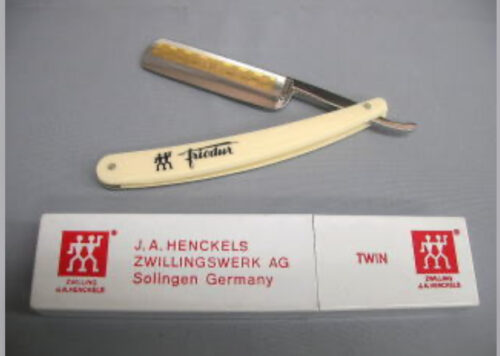 friodur
®
J.A. HENCKELS
ZWILLINGSWERK AG
Solingen Germany
ZWILLING
J.A. HENCKELS
TWIN
®
ZWILLING
J.A. HENCKELS